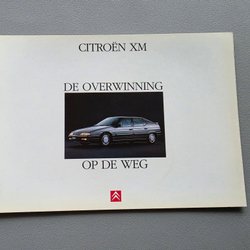 CITROËN XM
DE OVERWINNING
OP DE WEG